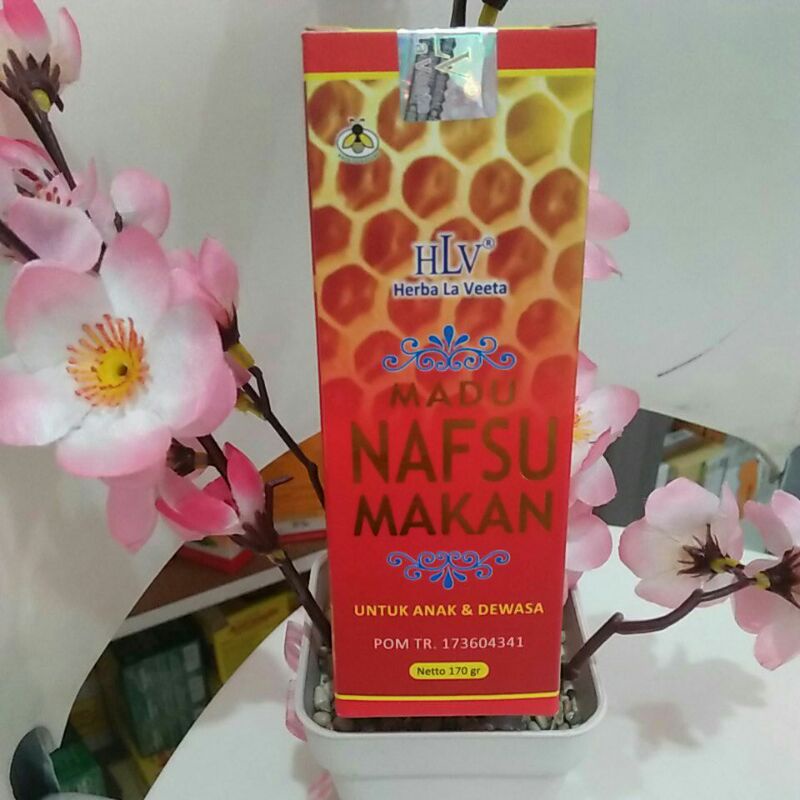 HLV®
Herba La Veeta
MADU
NAFSU
MAKAN
UNTUK ANAK & DEWASA
POM TR. 173604341
Netto 170 gr